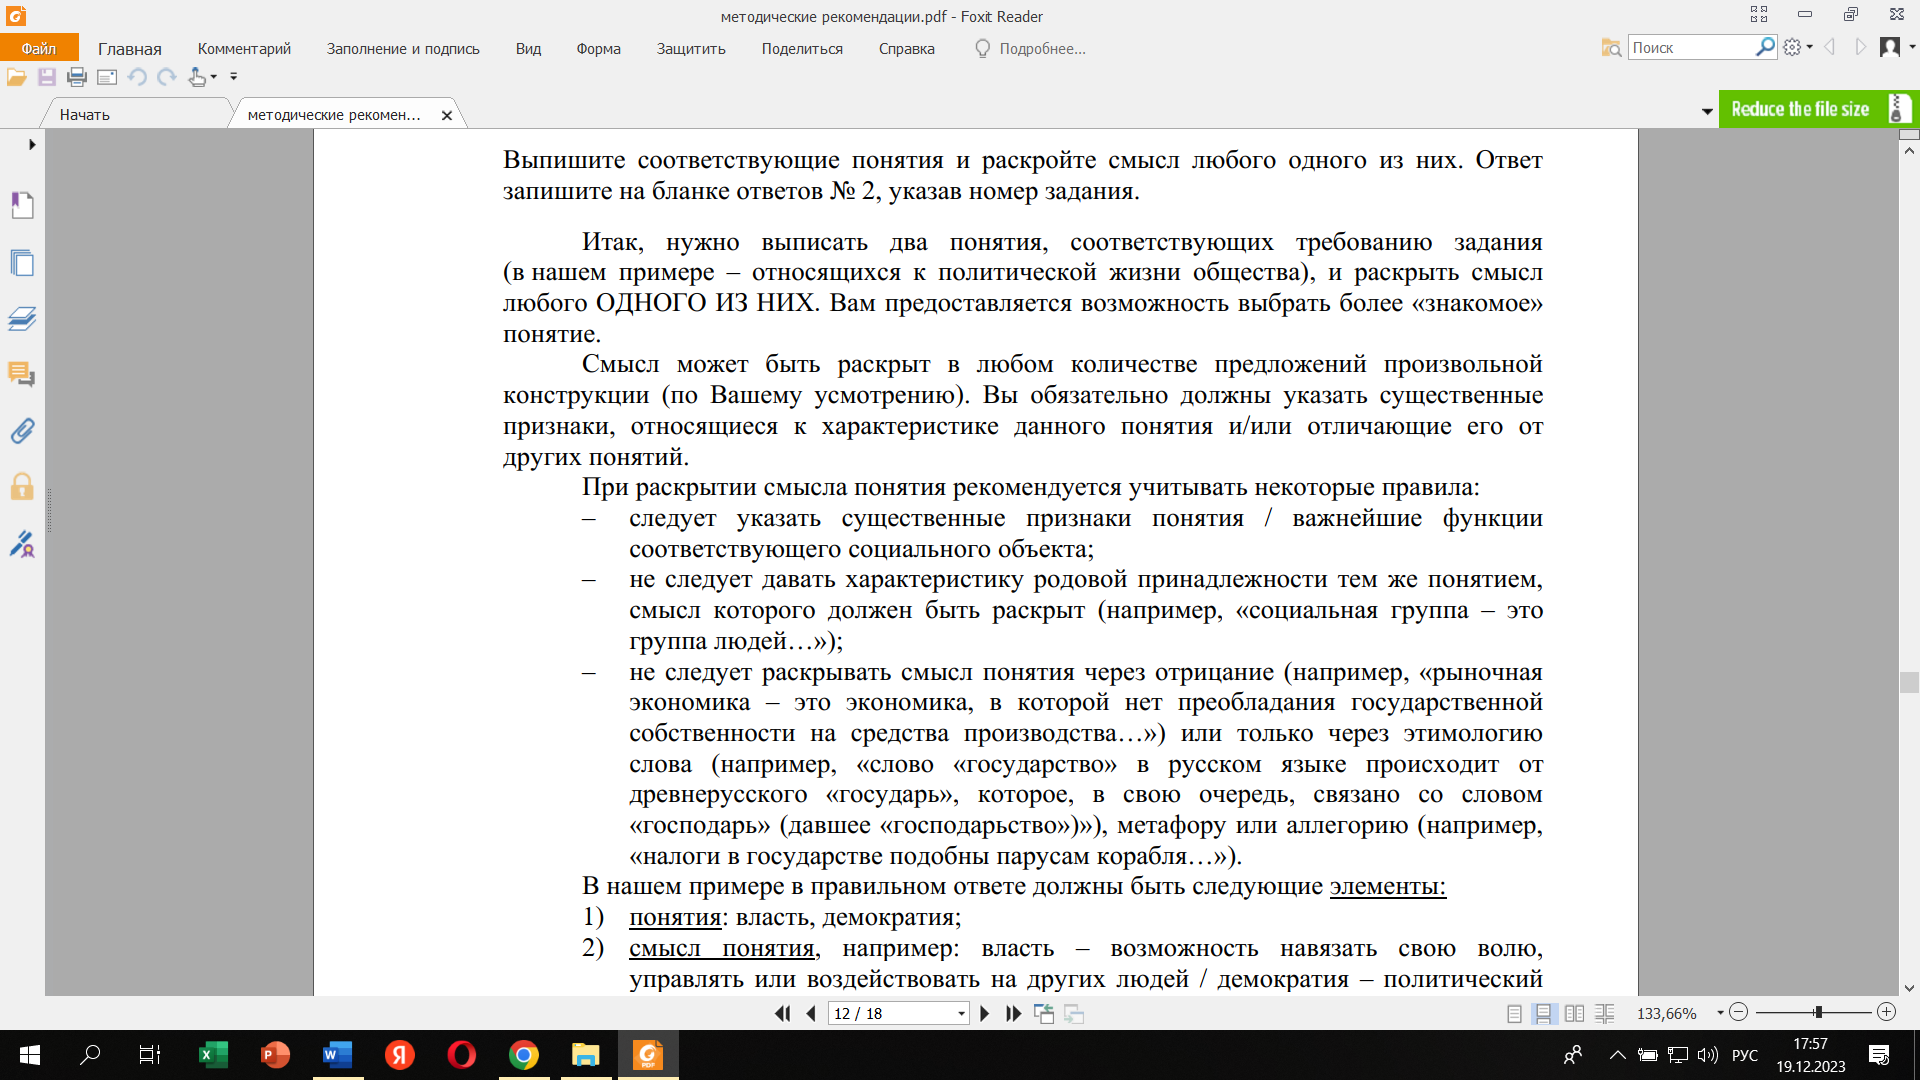 методические рекомендации.pdf - Foxit Reader
Файл Главная Комментарий Заполнение и подпись Вид Форма Защитить Поделиться Справка Подробнее... Поиск
Начать методические рекомен... Reduce the file size
Выпишите соответствующие понятия и раскройте смысл любого одного из них. Ответ
запишите на бланке ответов № 2, указав номер задания.
Итак, нужно выписать два понятия, соответствующих требованию задания
(в нашем примере – относящихся к политической жизни общества), и раскрыть смысл
любого ОДНОГО ИЗ НИХ. Вам предоставляется возможность выбрать более «знакомое»
понятие.
Смысл может быть раскрыт в любом количестве предложений произвольной
конструкции (по Вашему усмотрению). Вы обязательно должны указать существенные
признаки, относящиеся к характеристике данного понятия и/или отличающие его от
других понятий.
При раскрытии смысла понятия рекомендуется учитывать некоторые правила:
– следует указать существенные признаки понятия / важнейшие функции
соответствующего социального объекта;
– не следует давать характеристику родовой принадлежности тем же понятием,
смысл которого должен быть раскрыт (например, «социальная группа – это
группа людей…»);
– не следует раскрывать смысл понятия через отрицание (например, «рыночная
экономика – это экономика, в которой нет преобладания государственной
собственности на средства производства…») или только через этимологию
слова (например, «слово «государство» в русском языке происходит от
древнерусского «государь», которое, в свою очередь, связано со словом
«господарь» (давшее «господарьство»)»), метафору или аллегорию (например,
«налоги в государстве подобны парусам корабля…»).
В нашем примере в правильном ответе должны быть следующие элементы:
1) понятия: власть, демократия;
2) смысл понятия, например: власть – возможность навязать свою волю,
управлять или воздействовать на других людей / демократия – политический
12 / 18 133,66%
РУС 17:57
19.12.2023